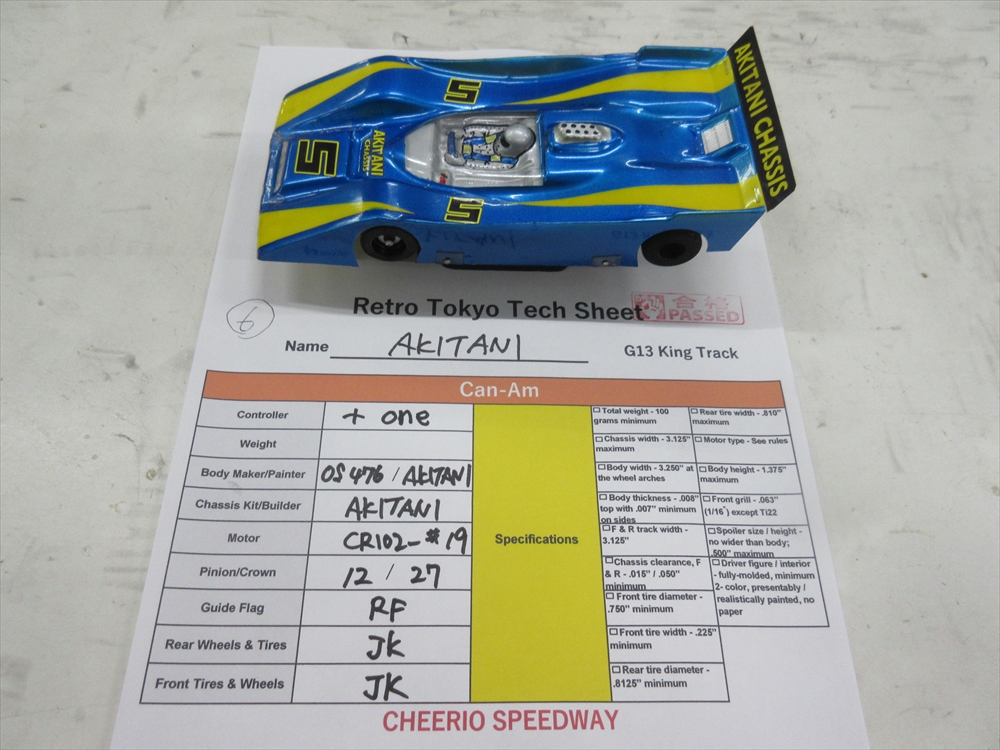 AKITANI CHASSIS
5
5
AKITANI
CHASSIS
5
Retro Tokyo Tech Sheet
合格
PASSED
Name AKITANI
G13 King Track
Can-Am
Controller + one
Weight
Body Maker/Painter OS 476 / AKITANI
Chassis Kit/Builder AKITANI
Motor CR102-#19
Pinion/Crown 12 / 27
Guide Flag RF
Rear Wheels & Tires JK
Front Tires & Wheels JK
Specifications
Total weight - 100
grams minimum
Rear tire width - .810"
maximum
Chassis width - 3.125"
maximum
Motor type - See rules
Body width - 3.250" at
the wheel arches
Body height - 1.375"
maximum
Body thickness - .008"
top with .007" minimum
on sides
Front grill - .063"
(1/16") except Ti22
F & R track width -
3.125"
Spoiler size / height -
no wider than body;
.500" maximum
Chassis clearance, F
& R - .015" / .050"
minimum
Driver figure / interior
- fully-molded, minimum
2- color, presentably /
realistically painted, no
paper
Front tire diameter -
.750" minimum
Front tire width - .225"
minimum
Rear tire diameter -
.8125" minimum
CHEERIO SPEEDWAY